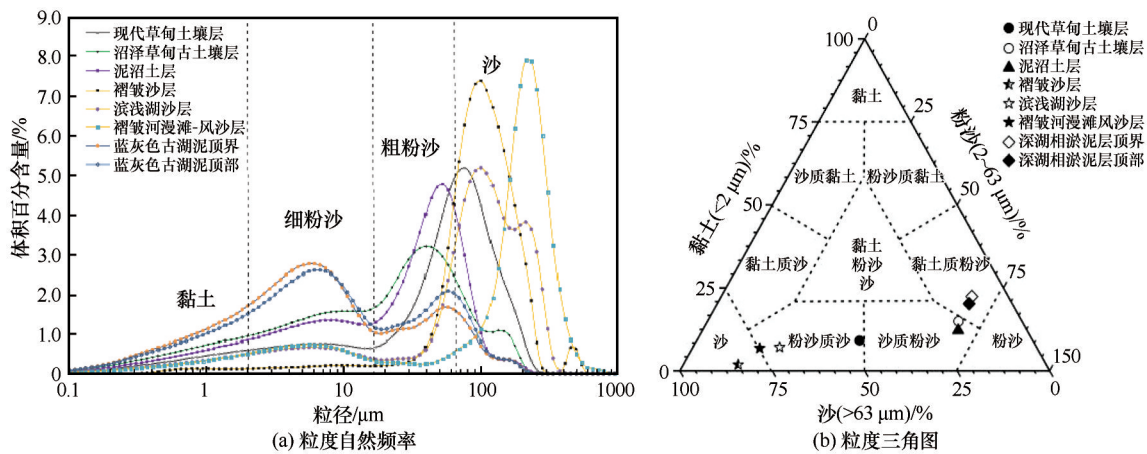 9.0
8.0
7.0
6.0
5.0
4.0
3.0
2.0
1.0
0
体积百分含量/%
现代草甸土壤层
沼泽草甸古土壤层
泥沼土层
褶皱沙层
滨浅湖沙层
褶皱河漫滩-风沙层
蓝灰色古湖泥顶界
蓝灰色古湖泥顶部
黏土
细粉沙
粗粉沙
沙
0.1
1
10
100
1000
粒径/μm
(a) 粒度自然频率
0
100
75
50
25
黏土(<2 μm)/%
25
50
75
150
粉沙(2~63 μm)/%
现代草甸土壤层
沼泽草甸古土壤层
泥沼土层
褶皱沙层
滨浅湖沙层
褶皱河漫滩风沙层
深湖相淤泥层顶界
深湖相淤泥层顶部
黏土
沙质黏土
粉沙质黏土
黏土质沙
黏土
粉沙
沙
黏土质粉沙
沙
粉沙质沙
沙质粉沙
粉沙
100
75
50
25
0
沙(>63 μm)/%
(b) 粒度三角图